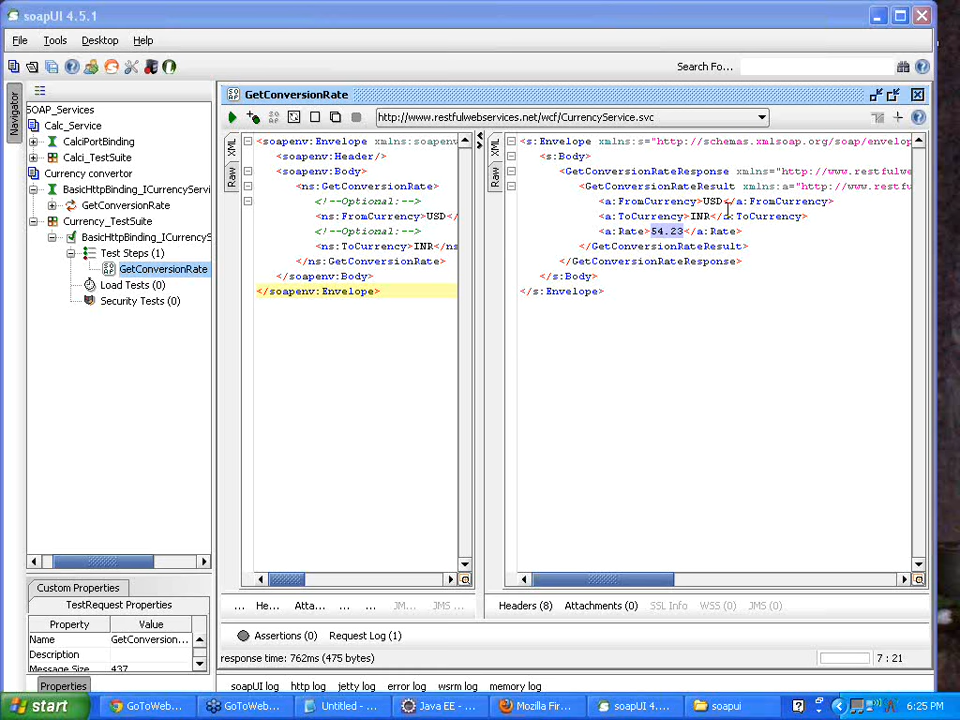 soapUI 4.5.1
File Tools Desktop Help
Search Fo...
Navigator
SOAP_Services
Calc_Service
CalciPortBinding
Calci_TestSuite
Currency convertor
BasicHttpBinding_ICurrencyServi
GetConversionRate
Currency_TestSuite
BasicHttpBinding_ICurrencyS
Test Steps (1)
GetConversionRate
Load Tests (0)
Security Tests (0)
Custom Properties
TestRequest Properties
Property Value
Name GetConversion...
Description
Message Size 437
Properties
GetConversionRate
http://www.restfulwebservices.net/wcf/CurrencyService.svc
XML
Raw
<soapenv:Envelope xmlns:soapenv
<soapenv:Header/>
<soapenv:Body>
<ns:GetConversionRate>
<!--Optional:-->
<ns:FromCurrency>USD</
<!--Optional:-->
<ns:ToCurrency>INR</ns
</ns:GetConversionRate>
</soapenv:Body>
</soapenv:Envelope>
XML
Raw
<s:Envelope xmlns:s="http://schemas.xmlsoap.org/soap/envelop
<s:Body>
<GetConversionRateResponse xmlns="http://www.restfulwe
<GetConversionRateResult xmlns:a="http://www.restfu
<a:FromCurrency>USD</a:FromCurrency>
<a:ToCurrency>INR</a:ToCurrency>
<a:Rate>54.23</a:Rate>
</GetConversionRateResult>
</GetConversionRateResponse>
</s:Body>
</s:Envelope>
... He... Atta... ... ... JM... JMS ...
Headers (8) Attachments (0) SSL Info WSS (0) JMS (0)
Assertions (0) Request Log (1)
response time: 762ms (475 bytes)
7 : 21
soapUI log http log jetty log error log wsrm log memory log
start GoToWeb... GoToWeb... Untitled - ... Java EE - ... Mozilla Fir... soapUI 4.... soapui 6:25 PM